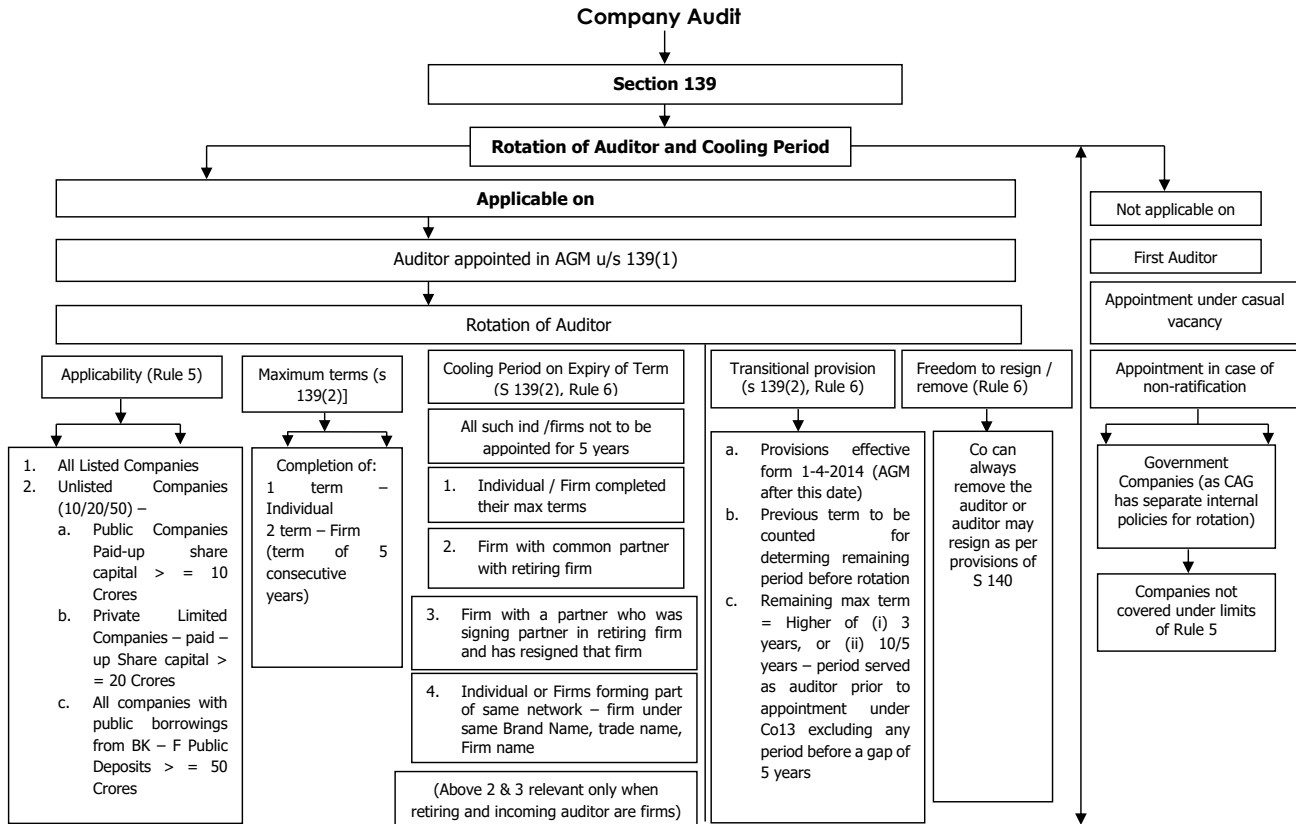 Company Audit
Section 139
Rotation of Auditor and Cooling Period
Applicable on
Auditor appointed in AGM u/s 139(1)
Rotation of Auditor
Applicability (Rule 5)
1. All Listed Companies
2. Unlisted Companies
(10/20/50) –
a. Public Companies
Paid-up share
capital > = 10
Crores
b. Private Limited
Companies – paid –
up Share capital >
= 20 Crores
c. All companies with
public borrowings
from BK – F Public
Deposits > = 50
Crores
Maximum terms (s
139(2)]
Completion of:
1 term –
Individual
2 term – Firm
(term of 5
consecutive
years)
Cooling Period on Expiry of Term
(S 139(2), Rule 6)
All such ind /firms not to be
appointed for 5 years
1. Individual / Firm completed
their max terms
2. Firm with common partner
with retiring firm
3. Firm with a partner who was
signing partner in retiring firm
and has resigned that firm
4. Individual or Firms forming part
of same network – firm under
same Brand Name, trade name,
Firm name
(Above 2 & 3 relevant only when
retiring and incoming auditor are firms)
Transitional provision
(s 139(2), Rule 6)
a. Provisions effective
form 1-4-2014 (AGM
after this date)
b. Previous term to be
counted for
determing remaining
period before rotation
c. Remaining max term
= Higher of (i) 3
years, or (ii) 10/5
years – period served
as auditor prior to
appointment under
Co13 excluding any
period before a gap of
5 years
Freedom to resign /
remove (Rule 6)
Co can
always
remove the
auditor or
auditor may
resign as per
provisions of
S 140
Not applicable on
First Auditor
Appointment under casual
vacancy
Appointment in case of
non-ratification
Government
Companies (as CAG
has separate internal
policies for rotation)
Companies not
covered under limits
of Rule 5